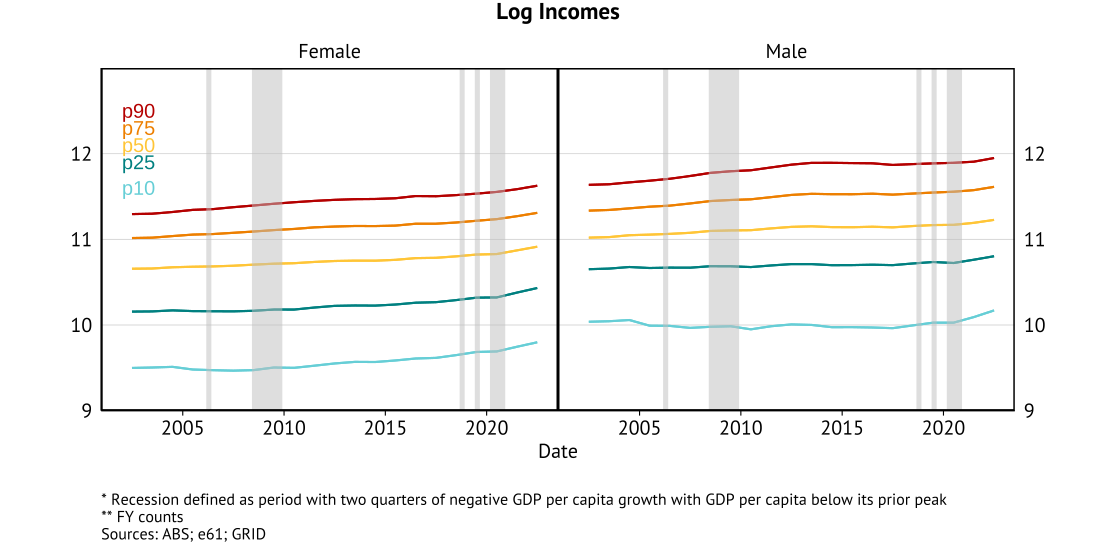 Log Incomes
Female
Male
p90
p75
p50
p25
p10
12
11
10
9
12
11
10
9
2005 2010 2015 2020
2005 2010 2015 2020
Date
* Recession defined as period with two quarters of negative GDP per capita growth with GDP per capita below its prior peak
** FY counts
Sources: ABS; e61; GRID